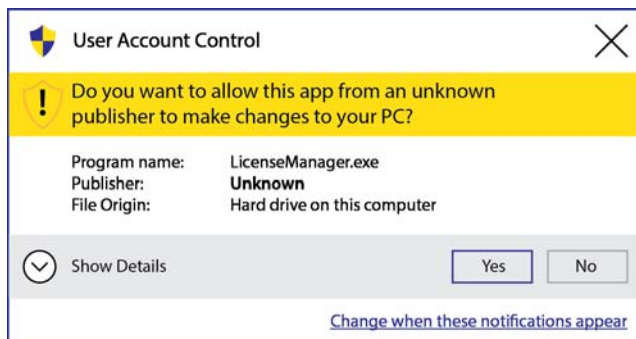 User Account Control
!
Do you want to allow this app from an unknown
publisher to make changes to your PC?
Program name: LicenseManager.exe
Publisher: Unknown
File Origin: Hard drive on this computer
Show Details
Yes No
Change when these notifications appear